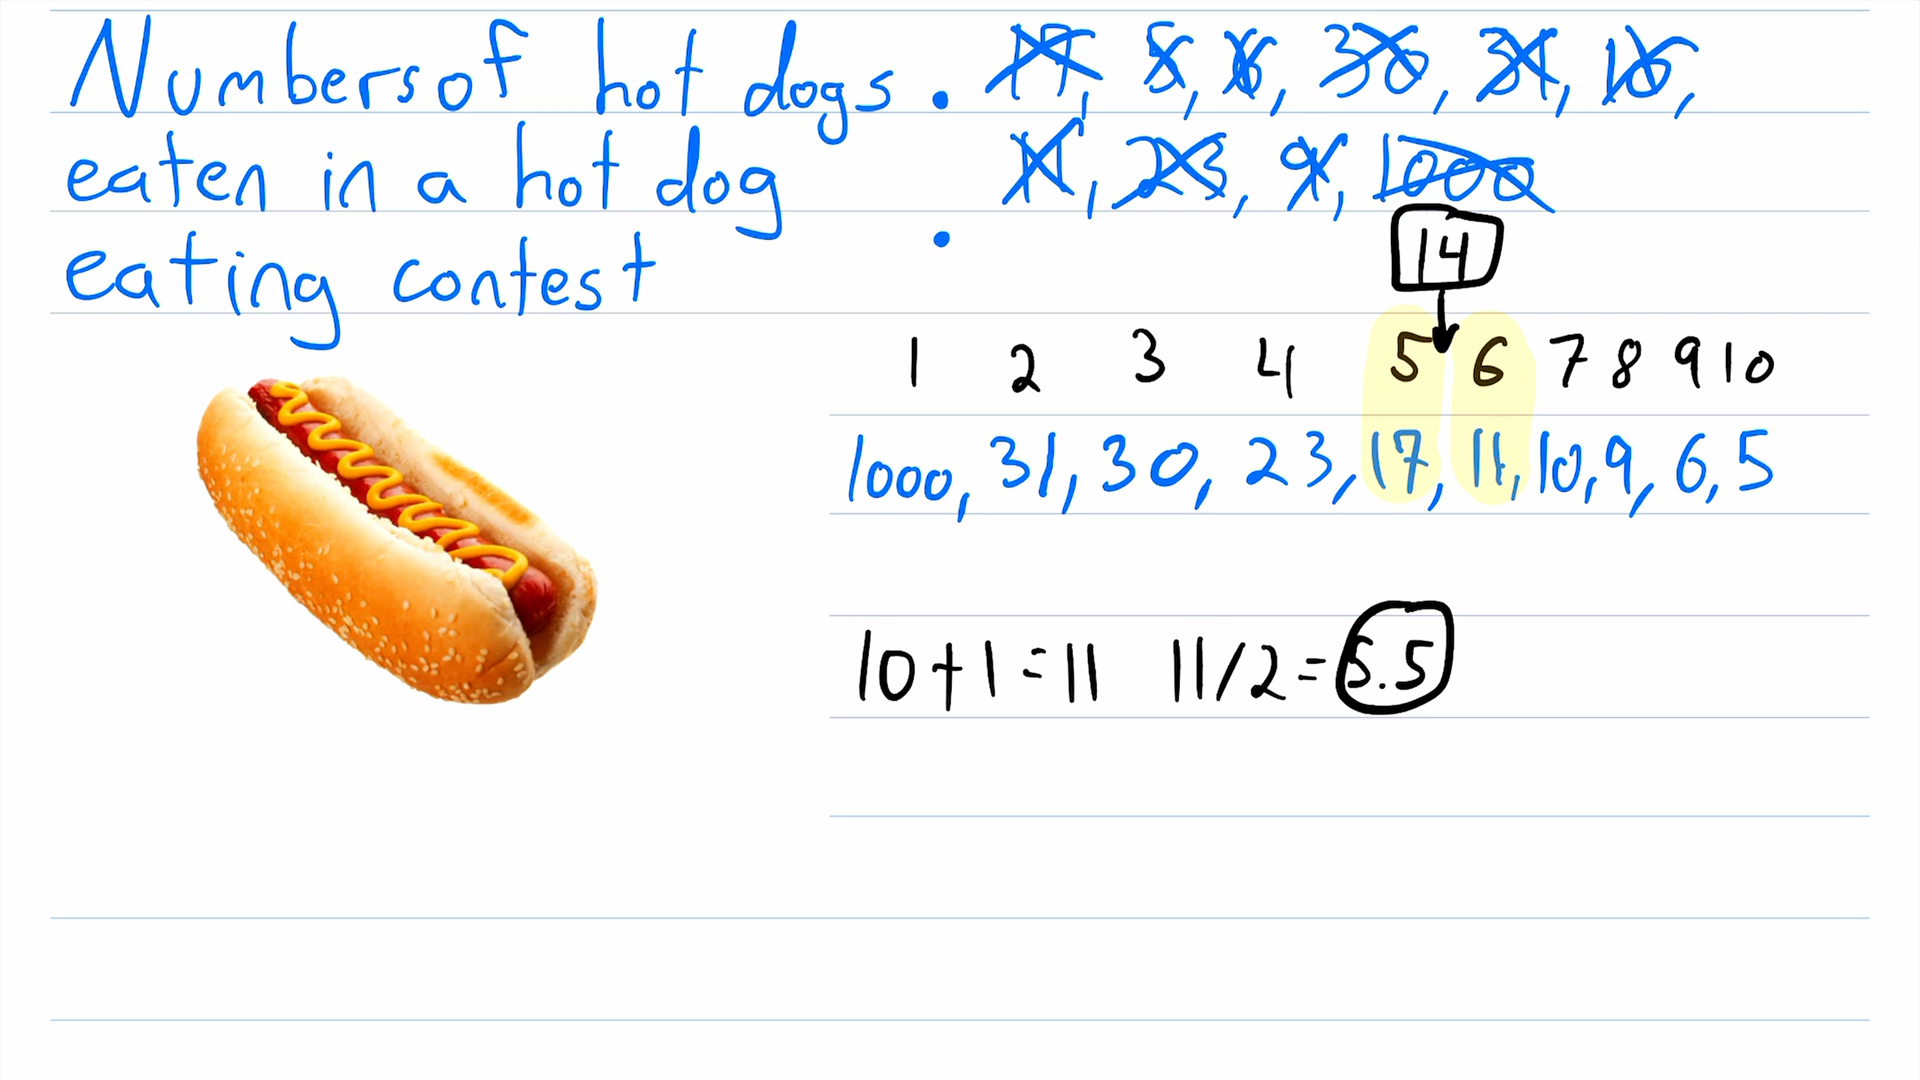 Numbers of hot dogs : 17, 5, 6, 30, 31, 10,
eaten in a hot dog 11, 23, 9, 1000
eating contest
14
1 2 3 4 5 6 7 8 9 10
1000, 31, 30, 23, 17, 11, 10, 9, 6, 5
10+1=11 11/2=5.5